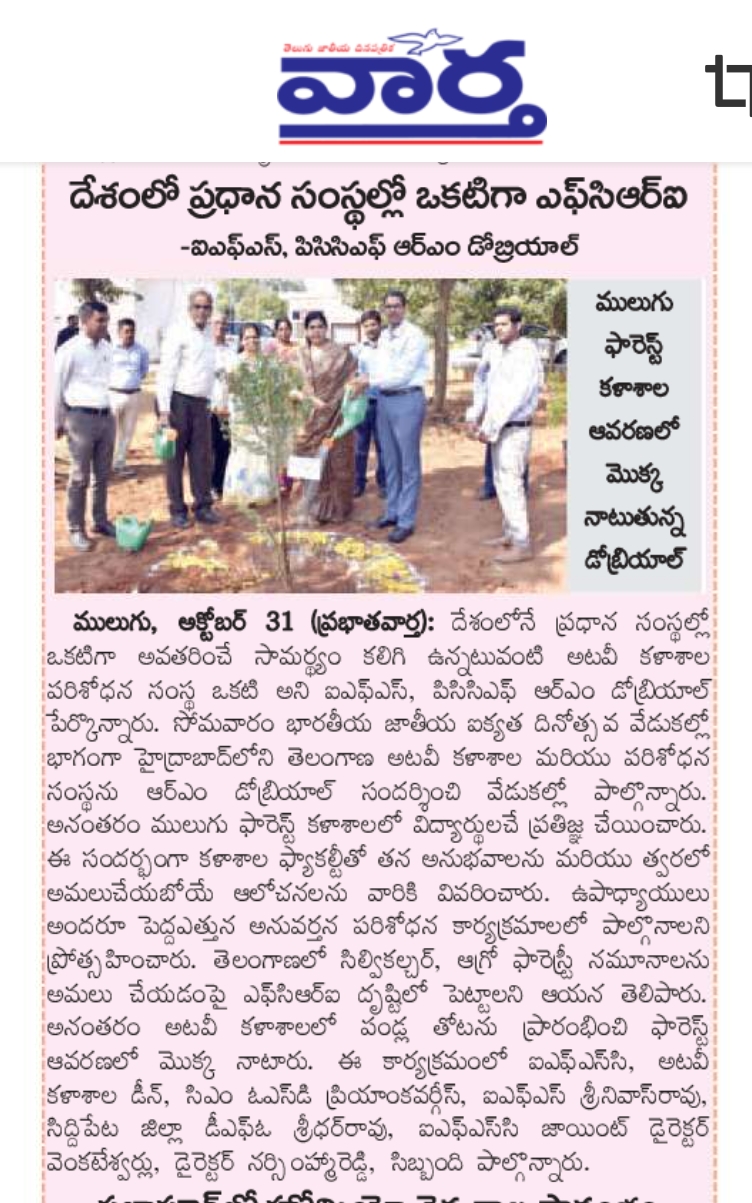 తెలుగు జాతీయ దినపత్రిక
వార్త
దేశంలో ప్రధాన సంస్థల్లో ఒకటిగా ఎఫ్‌సిఆర్ఐ
-ఐఎఫ్ఎస్, పిసిసిఎఫ్ ఆర్ఎం డోబ్రియాల్
ములుగు
ఫారెస్ట్
కళాశాల
ఆవరణలో
మొక్క
నాటుతున్న
డోబ్రియాల్
ములుగు, అక్టోబర్ 31 (ప్రభాతవార్త): దేశంలోనే ప్రధాన సంస్థల్లో
ఒకటిగా అవతరించే సామర్థ్యం కలిగి ఉన్నటువంటి అటవీ కళాశాల
పరిశోధన సంస్థ ఒకటి అని ఐఎఫ్ఎస్, పిసిసిఎఫ్ ఆర్ఎం డోబ్రియాల్
పేర్కొన్నారు. సోమవారం భారతీయ జాతీయ ఐక్యత దినోత్సవ వేడుకల్లో
భాగంగా హైద్రాబాద్‌లోని తెలంగాణ అటవీ కళాశాల మరియు పరిశోధన
సంస్థను ఆర్ఎం డోబ్రియాల్ సందర్శించి వేడుకల్లో పాల్గొన్నారు.
అనంతరం ములుగు ఫారెస్ట్ కళాశాలలో విద్యార్థులచే ప్రతిజ్ఞ చేయించారు.
ఈ సందర్భంగా కళాశాల ఫ్యాకల్టీతో తన అనుభవాలను మరియు త్వరలో
అమలుచేయబోయే ఆలోచనలను వారికి వివరించారు. ఉపాధ్యాయులు
అందరూ పెద్దఎత్తున అనువర్తన పరిశోధన కార్యక్రమాలలో పాల్గొనాలని
ప్రోత్సహించారు. తెలంగాణలో సిల్వికల్చర్, ఆగ్రో ఫారెస్ట్రీ నమూనాలను
అమలు చేయడంపై ఎఫ్‌సిఆర్ఐ దృష్టిలో పెట్టాలని ఆయన తెలిపారు.
అనంతరం అటవీ కళాశాలలో పండ్ల తోటను ప్రారంభించి ఫారెస్ట్
ఆవరణలో మొక్క నాటారు. ఈ కార్యక్రమంలో ఐఎఫ్ఎస్‌సి, అటవీ
కళాశాల డీన్, సిఎం ఓఎస్‌డి ప్రియాంకవర్గీస్, ఐఎఫ్ఎస్ శ్రీనివాస్‌రావు,
సిద్దిపేట జిల్లా డీఎఫ్ఓ శ్రీధర్‌రావు, ఐఎఫ్ఎస్‌సి జాయింట్ డైరెక్టర్
వెంకటేశ్వర్లు, డైరెక్టర్ నర్సింహ్మారెడ్డి, సిబ్బంది పాల్గొన్నారు.